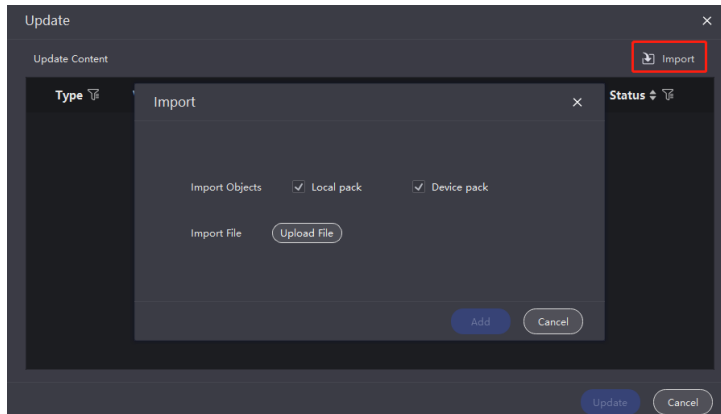 Update
Update Content
Import
Type
Status
Import
Import Objects
Local pack
Device pack
Import File
Upload File
Add
Cancel
Update
Cancel